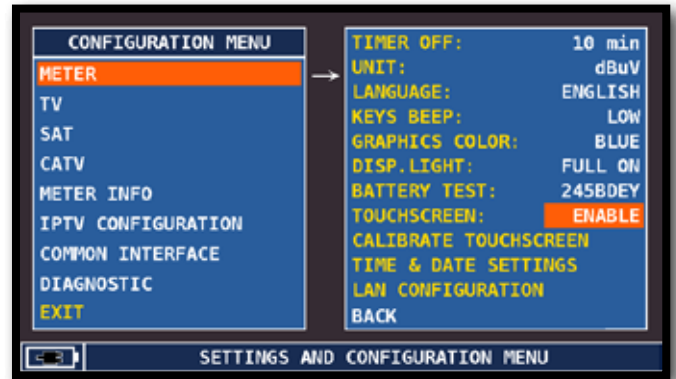 CONFIGURATION MENU
METER
TV
SAT
CATV
METER INFO
IPTV CONFIGURATION
COMMON INTERFACE
DIAGNOSTIC
EXIT
→
TIMER OFF: 10 min
UNIT: dBuV
LANGUAGE: ENGLISH
KEYS BEEP: LOW
GRAPHICS COLOR: BLUE
DISP.LIGHT: FULL ON
BATTERY TEST: 245BDEY
TOUCHSCREEN: ENABLE
CALIBRATE TOUCHSCREEN
TIME & DATE SETTINGS
LAN CONFIGURATION
BACK
SETTINGS AND CONFIGURATION MENU